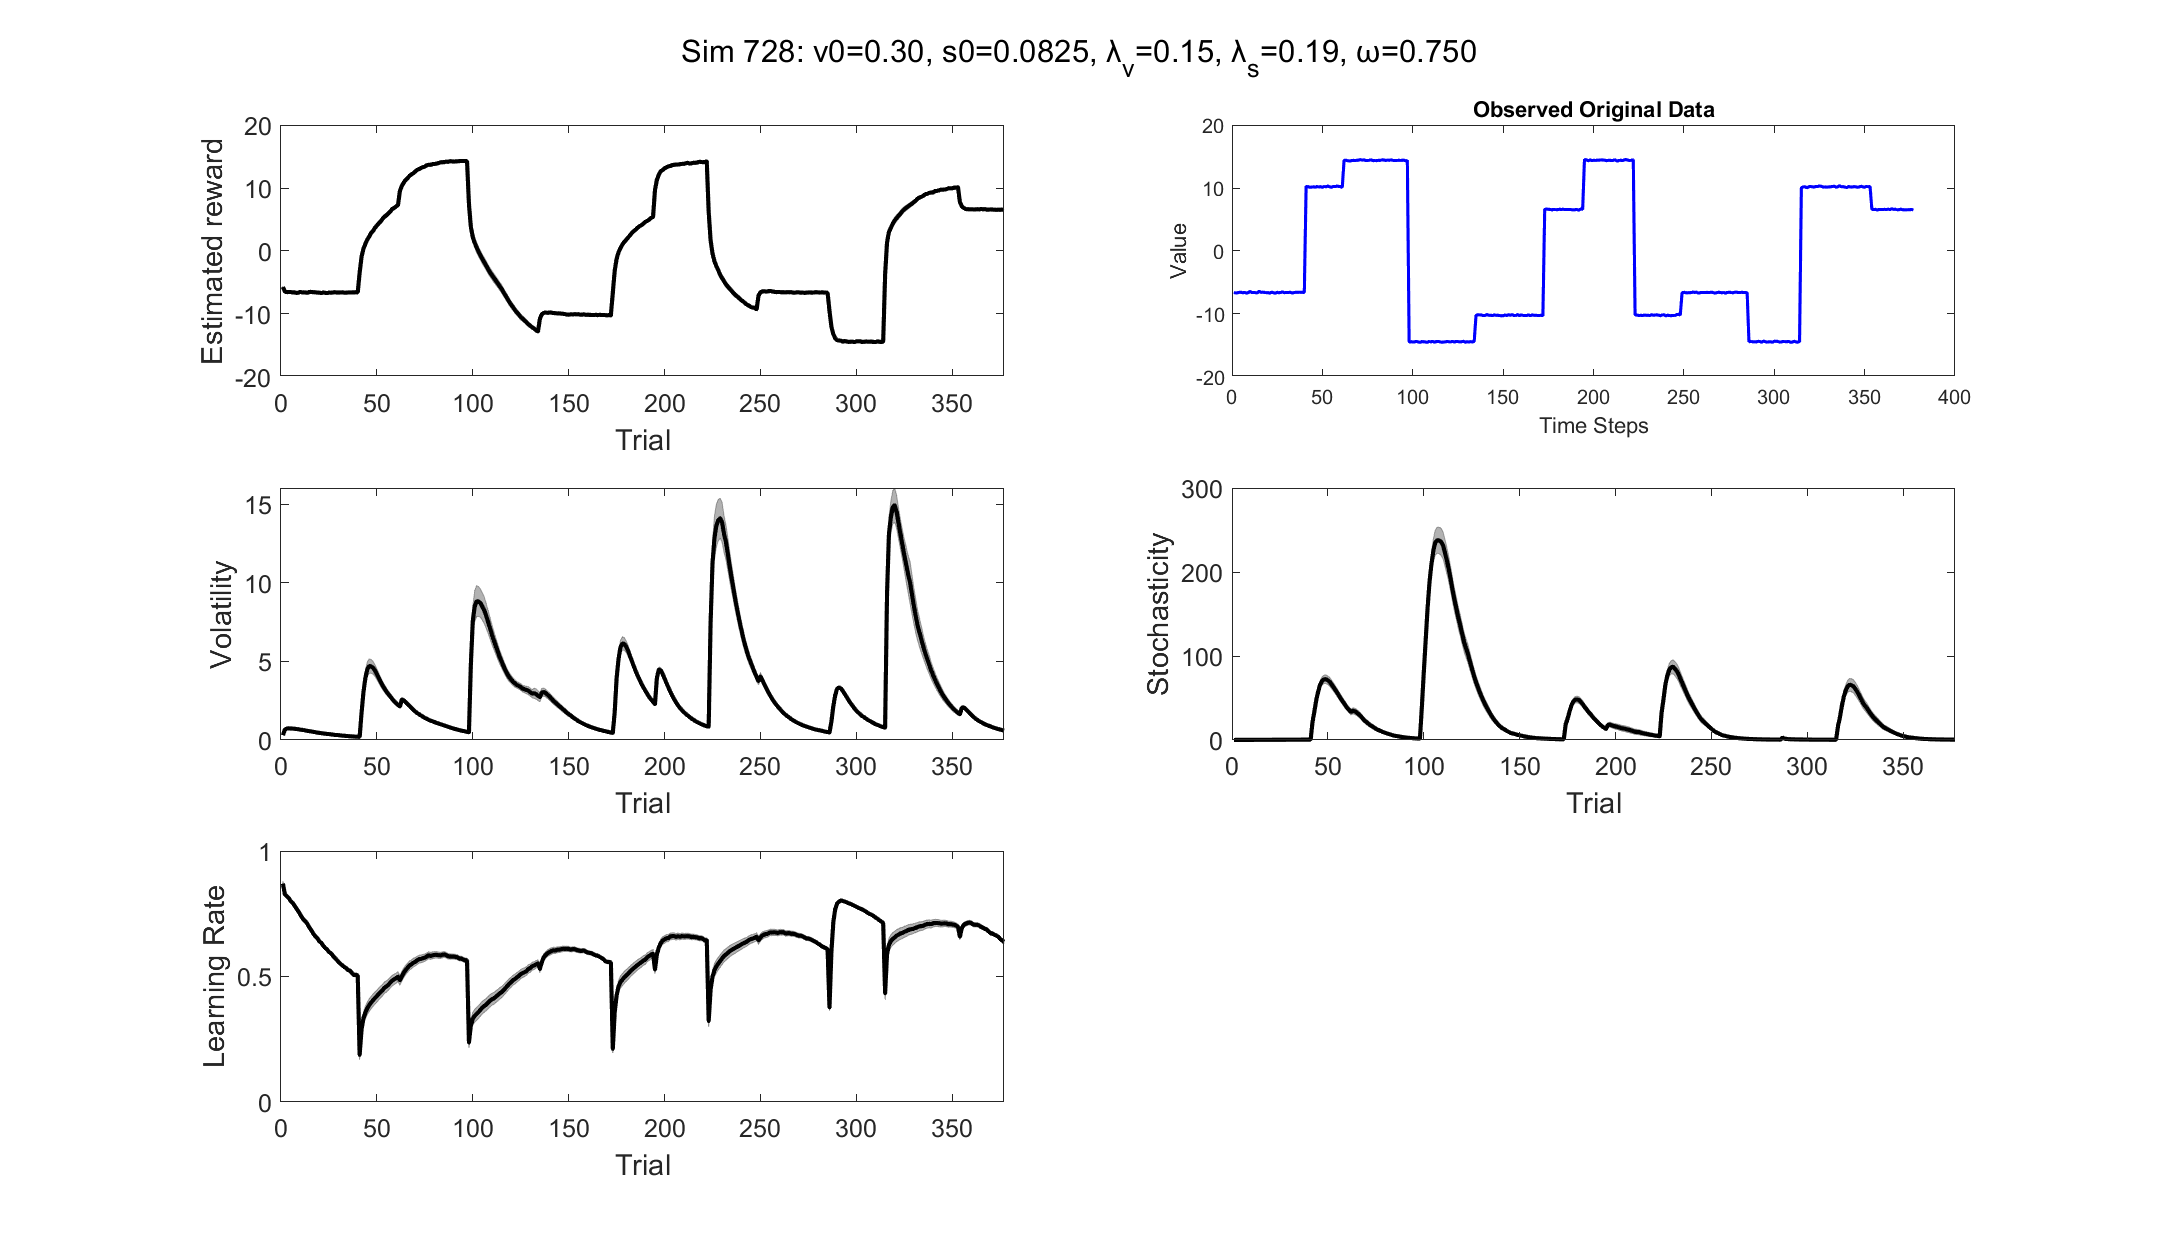 Sim 728: v0=0.30, s0=0.0825, λv=0.15, λs=0.19, ω=0.750
Estimated reward
20
10
0
-10
-20
0 50 100 150 200 250 300 350
Trial
Observed Original Data
Value
20
10
0
-10
-20
0 50 100 150 200 250 300 350 400
Time Steps
Volatility
15
10
5
0
0 50 100 150 200 250 300 350
Trial
Stochasticity
300
200
100
0
0 50 100 150 200 250 300 350
Trial
Learning Rate
1
0.5
0
0 50 100 150 200 250 300 350
Trial